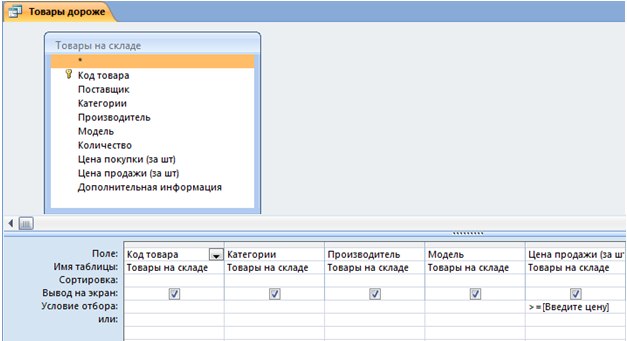 Товары дороже
Товары на складе
*
Код товара
Поставщик
Категории
Производитель
Модель
Количество
Цена покупки (за шт)
Цена продажи (за шт)
Дополнительная информация
Поле: Код товара Категории Производитель Модель Цена продажи (за шт
Имя таблицы: Товары на складе Товары на складе Товары на складе Товары на складе Товары на складе
Сортировка:
Вывод на экран:
Условие отбора: >=[Введите цену]
или: